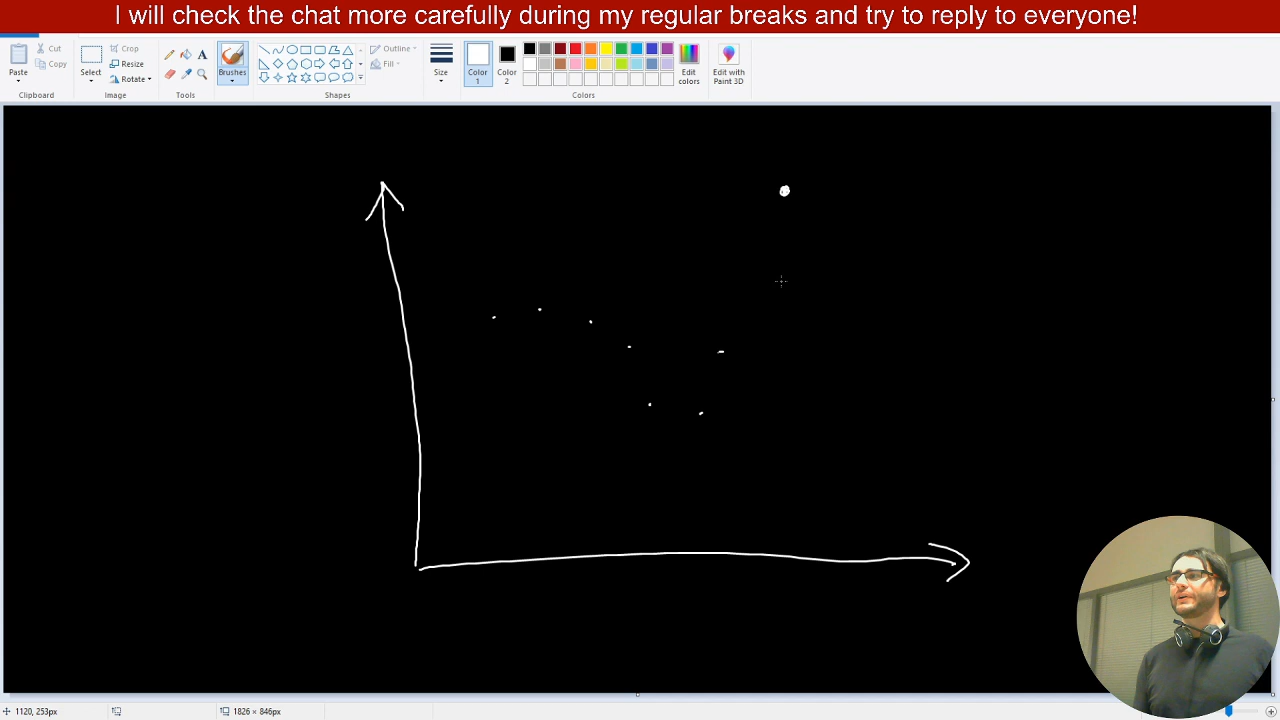 I will check the chat more carefully during my regular breaks and try to reply to everyone!
Paste
Cut
Copy
Clipboard
Select
Crop
Resize
Rotate
Image
A
Tools
Brushes
Shapes
Outline
Fill
Size
Color
1
Color
2
Edit
colors
Colors
Edit with
Paint 3D
1120, 253px
1826 × 846px